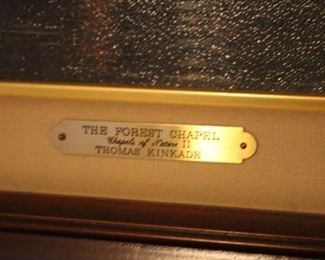 THE FOREST CHAPEL
Chapels of Nature II
THOMAS KINKADE